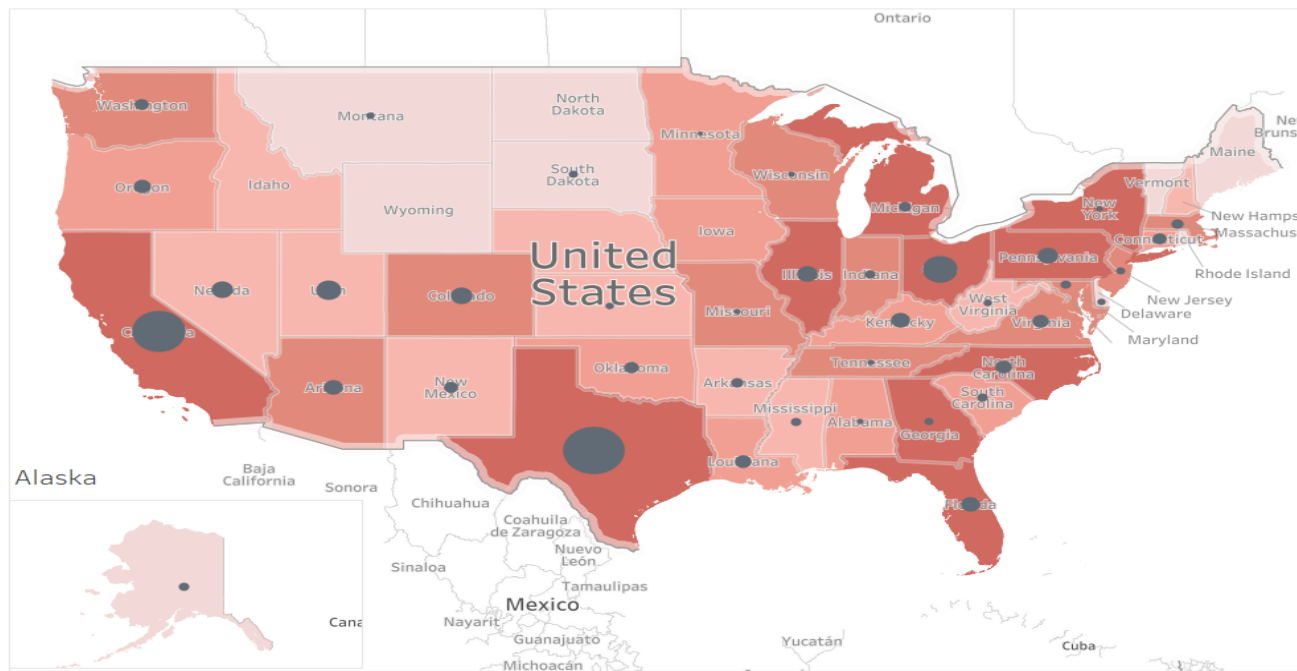 Ontario
Washington
Montana
North
Dakota
Minnesota
Maine
Oregon
Idaho
South
Dakota
Wisconsin
Michigan
Vermont
New
York
New Hamps
Wyoming
Iowa
Massachus
Connecticut
United
States
Pennsylvania
Rhode Island
Nevada
Utah
Colorado
Illinois
Indiana
New Jersey
West
Virginia
Delaware
California
Missouri
Kentucky
Virginia
Maryland
Arizona
New
Mexico
Oklahoma
Tennessee
North
Carolina
Arkansas
South
Carolina
Mississippi
Alabama
Georgia
Louisiana
Florida
Alaska
Baja
California
Sonora
Chihuahua
Coahuila
de Zaragoza
Nuevo
León
Sinaloa
Tamaulipas
Mexico
Cana
Nayarit
Guanajuato
Michoacán
Yucatán
Cuba